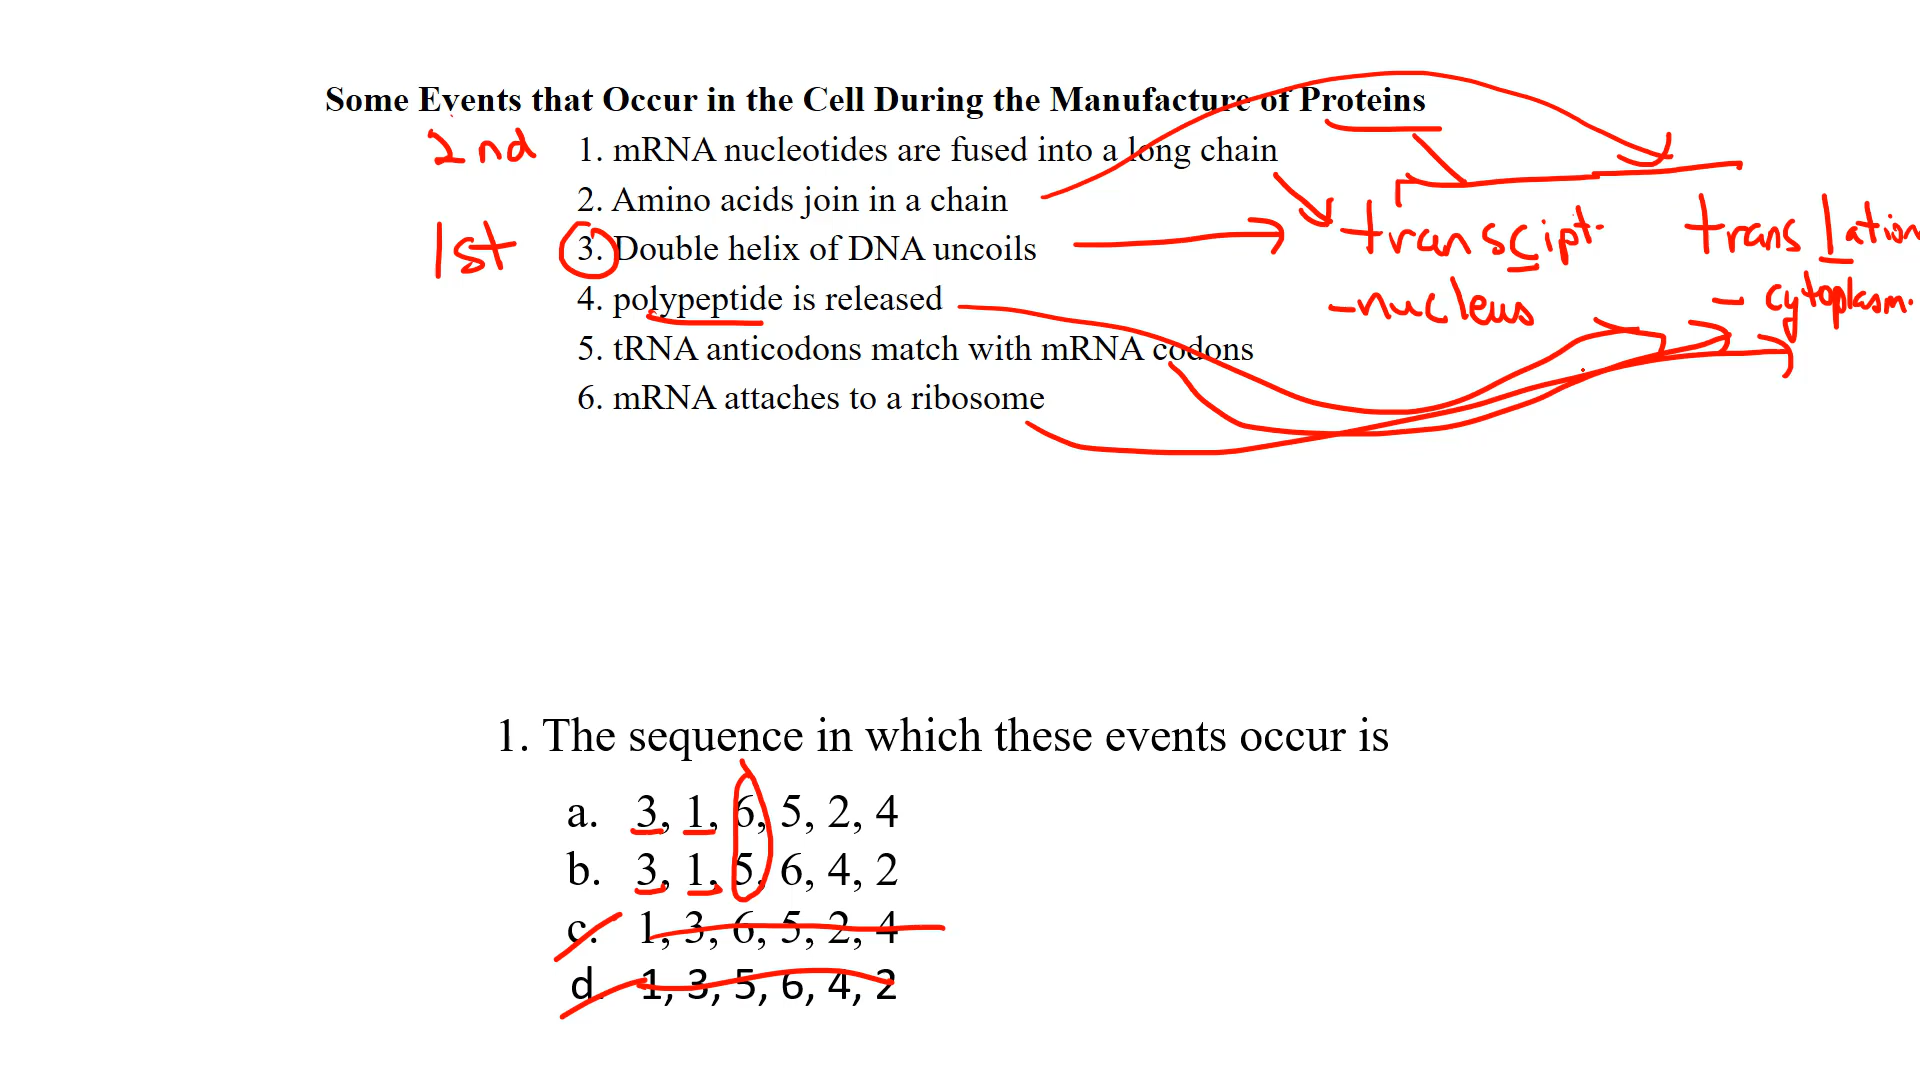 Some Events that Occur in the Cell During the Manufacture of Proteins
2nd 1. mRNA nucleotides are fused into a long chain
2. Amino acids join in a chain
1st 3. Double helix of DNA uncoils
transcipt. translation
4. polypeptide is released
-nucleus - cytoplasm.
5. tRNA anticodons match with mRNA codons
6. mRNA attaches to a ribosome
1. The sequence in which these events occur is
a. 3, 1, 6, 5, 2, 4
b. 3, 1, 5, 6, 4, 2
c. 1, 3, 6, 5, 2, 4
d. 1, 3, 5, 6, 4, 2